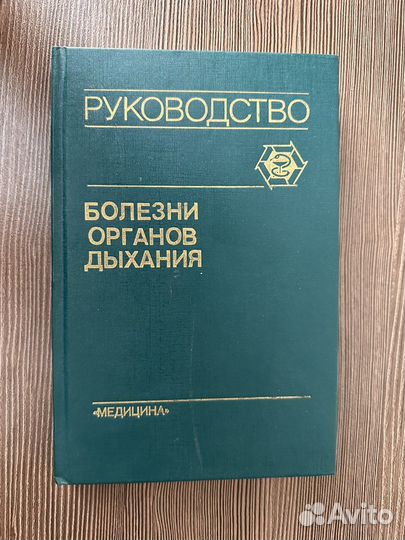 РУКОВОДСТВО
БОЛЕЗНИ
ОРГАНОВ
ДЫХАНИЯ
«МЕДИЦИНА»
Avito